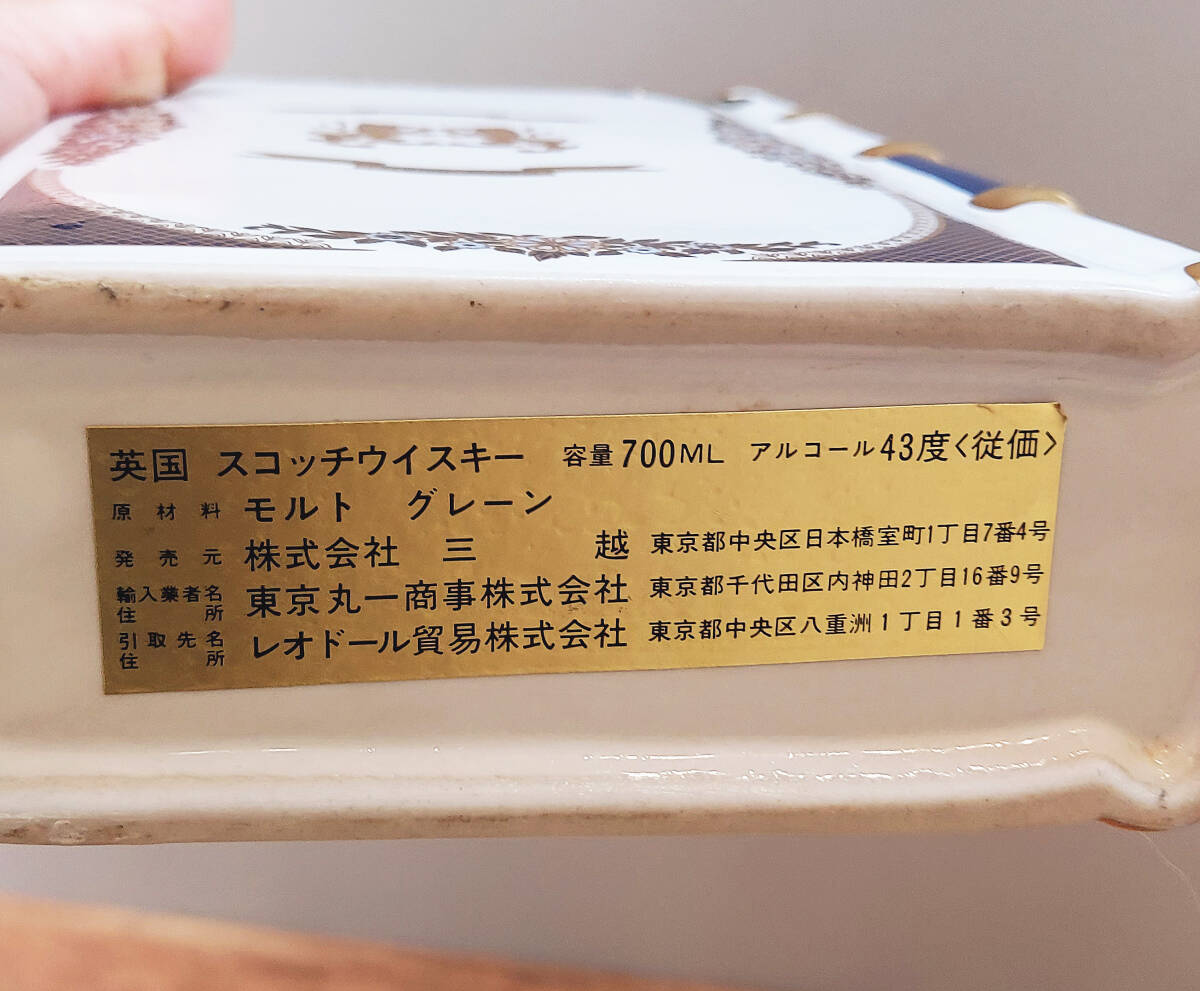 英国 スコッチウイスキー 容量700ML アルコール43度<従価>
原材料 モルト グレーン
発売元 株式会社 三越 東京都中央区日本橋室町1丁目7番4号
輸入業者名 住所 東京丸一商事株式会社 東京都千代田区内神田2丁目16番9号
引取先名 住所 レオドール貿易株式会社 東京都中央区八重洲1丁目1番3号